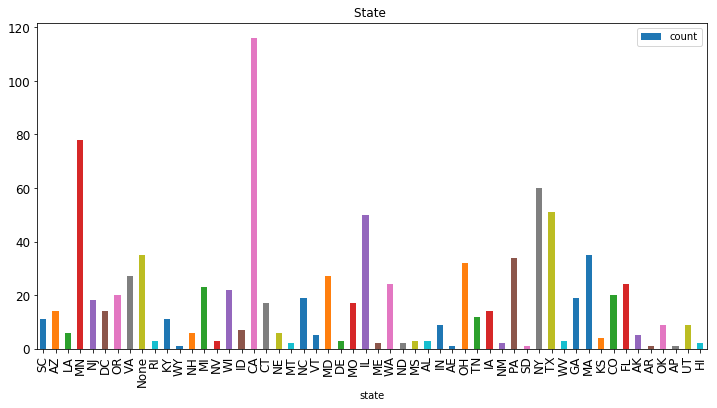 State
count
120
100
80
60
40
20
0
SC AZ LA MN NJ DC OR VA None RI KY WY NH MI NV WI ID CA CT NE MT NC VT MD DE MO IL ME WA ND MS AL IN AE OH TN IA NM PA SD NY TX WV GA MA KS CO FL AK AR OK AP UT HI
state